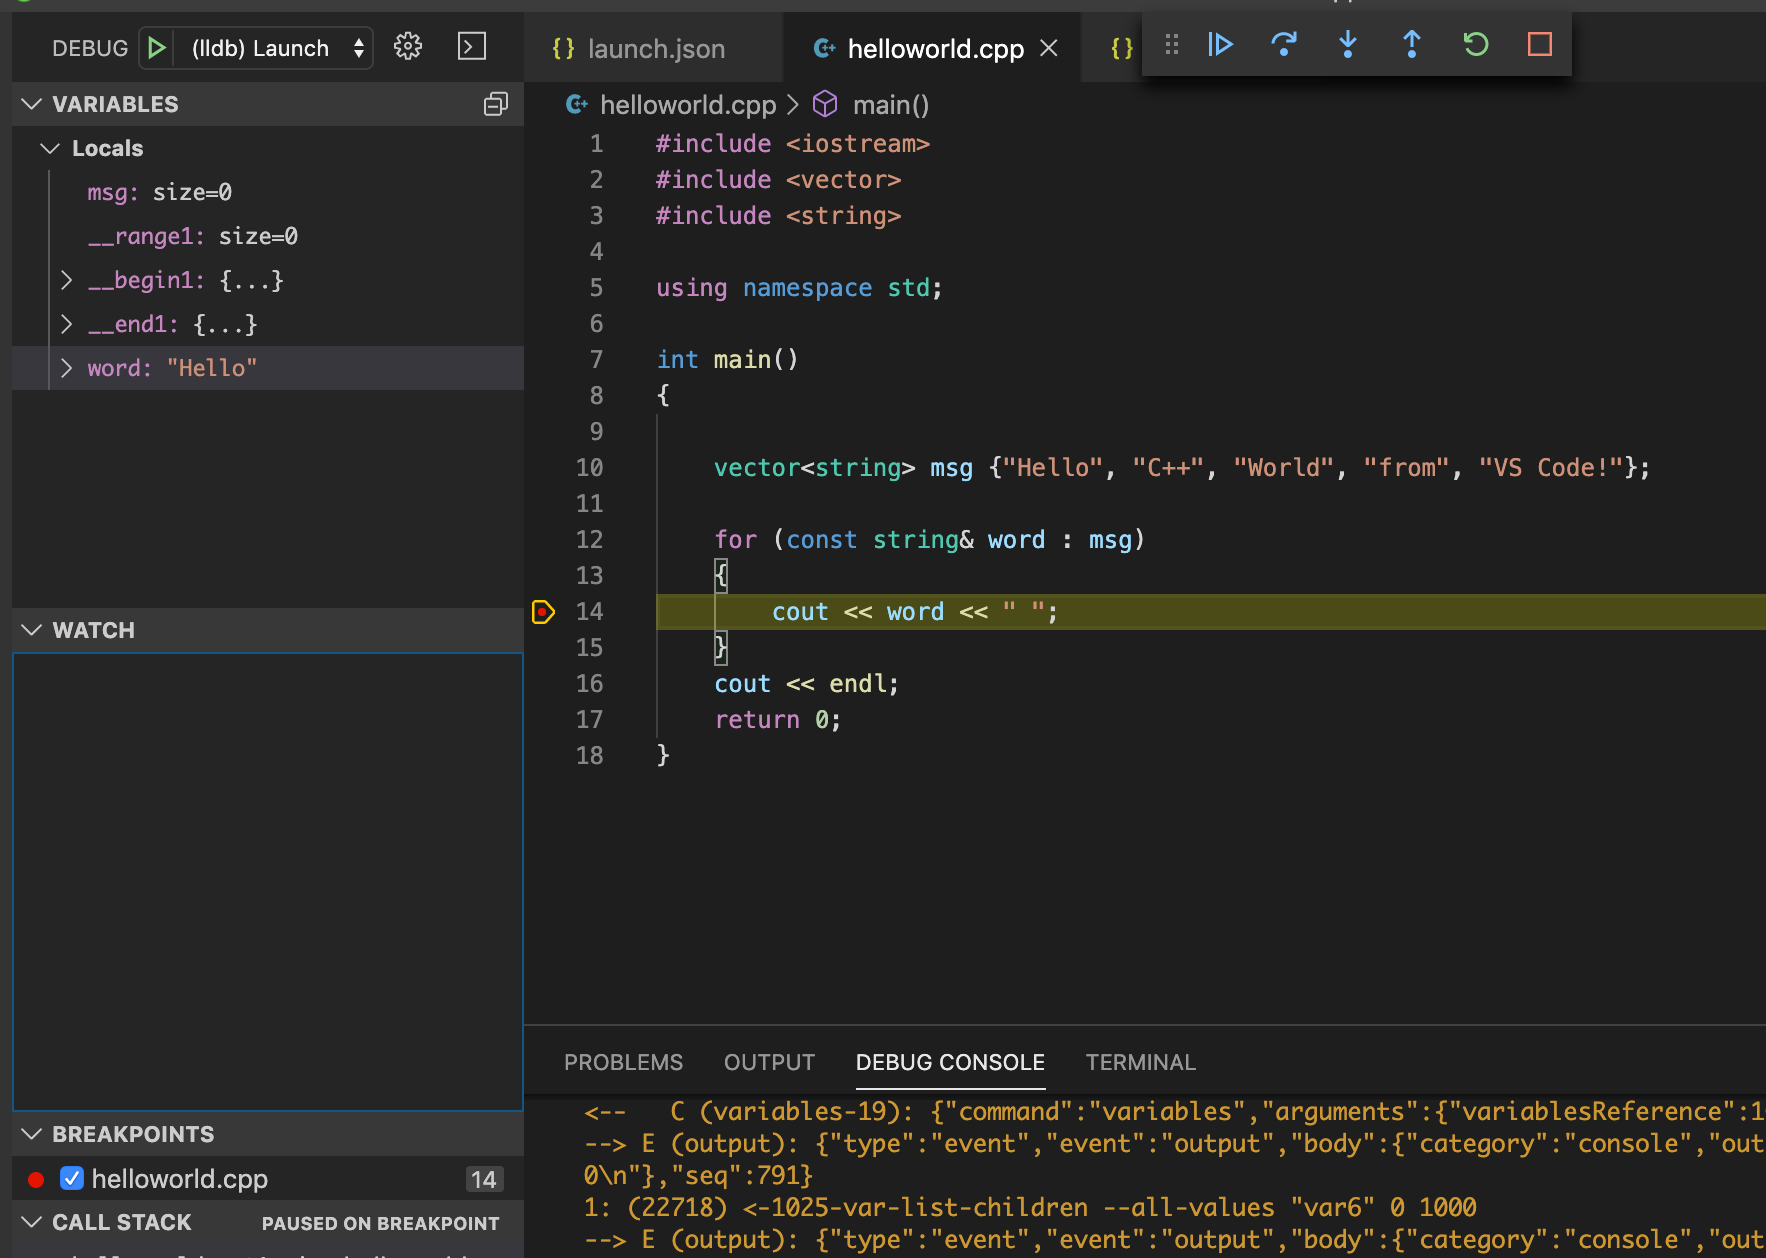 DEBUG (lldb) Launch
VARIABLES
Locals
msg: size=0
__range1: size=0
__begin1: {...}
__end1: {...}
word: "Hello"
WATCH
BREAKPOINTS
helloworld.cpp 14
CALL STACK PAUSED ON BREAKPOINT
{} launch.json helloworld.cpp {}
helloworld.cpp > main()
1 #include <iostream>
2 #include <vector>
3 #include <string>
4
5 using namespace std;
6
7 int main()
8 {
9
10 vector<string> msg {"Hello", "C++", "World", "from", "VS Code!"};
11
12 for (const string& word : msg)
13 {
14 cout << word << " ";
15 }
16 cout << endl;
17 return 0;
18 }
PROBLEMS OUTPUT DEBUG CONSOLE TERMINAL
<-- C (variables-19): {"command":"variables","arguments":{"variablesReference":1
--> E (output): {"type":"event","event":"output","body":{"category":"console","out
0\n"},"seq":791}
1: (22718) <-1025-var-list-children --all-values "var6" 0 1000
--> E (output): {"type":"event","event":"output","body":{"category":"console","out